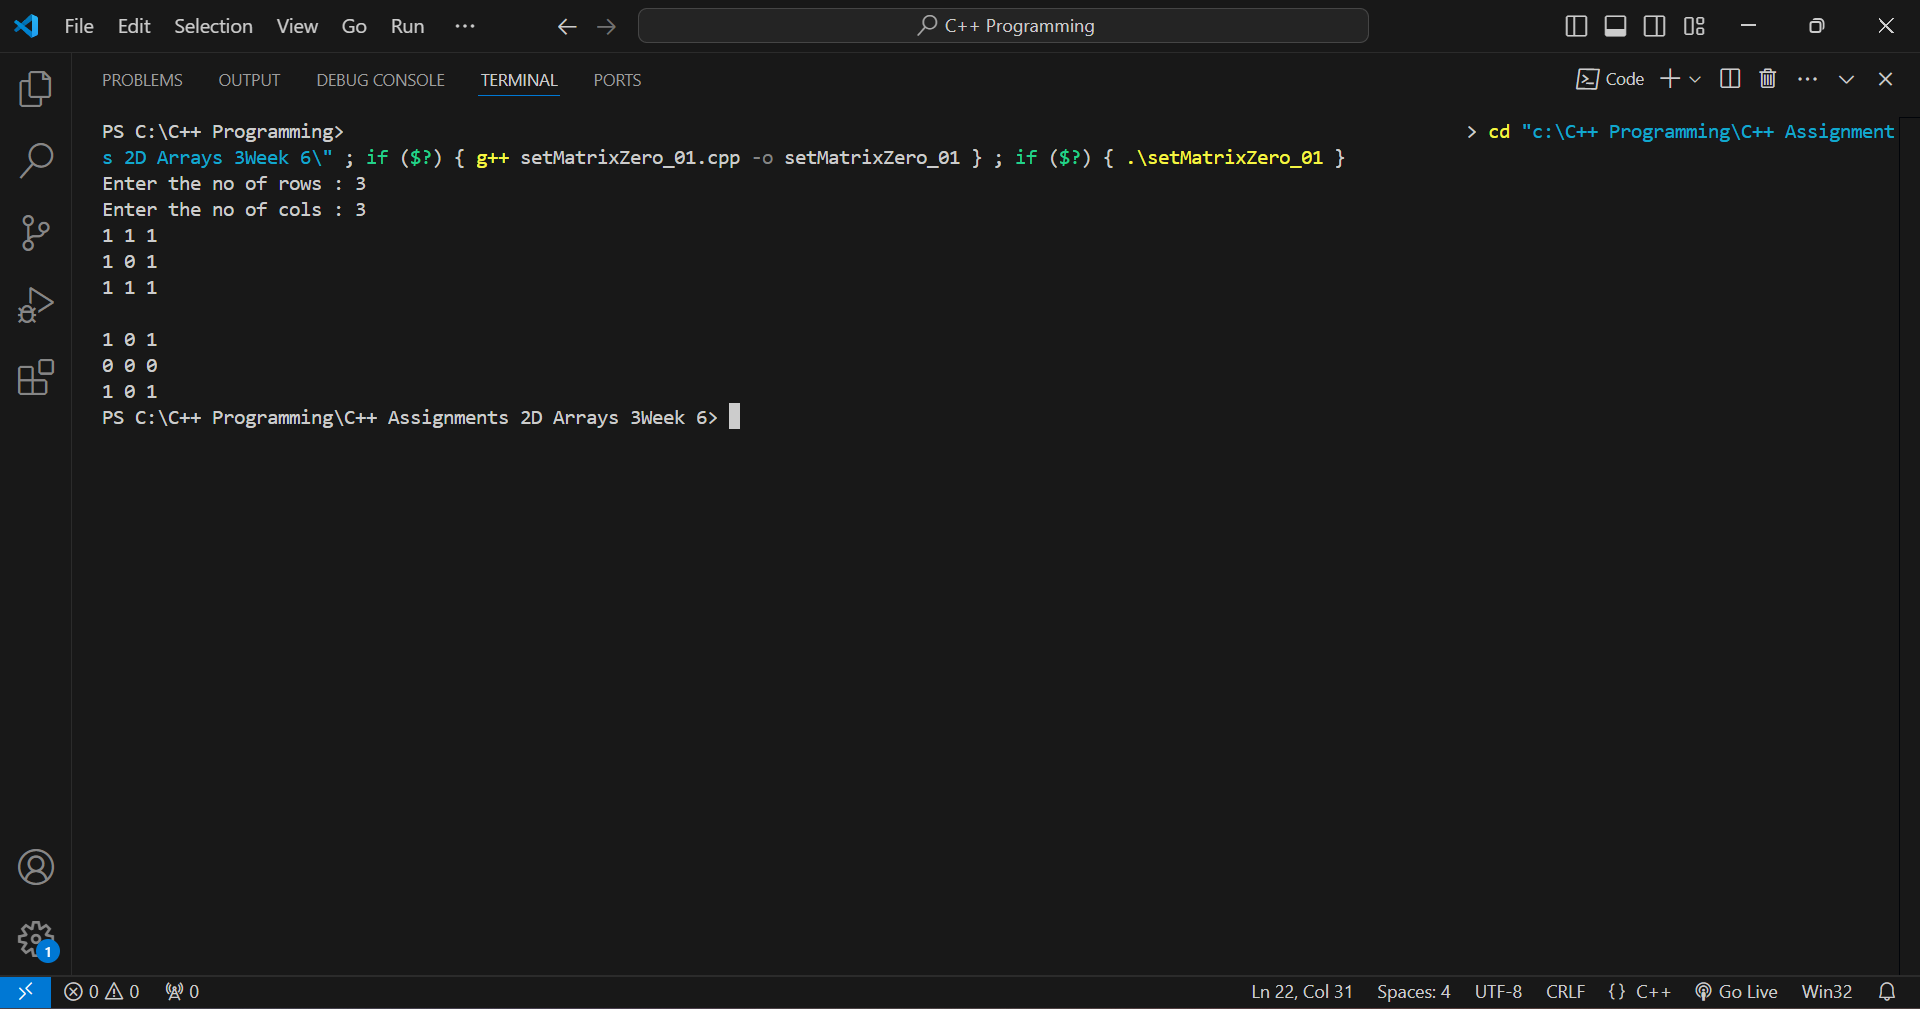 File Edit Selection View Go Run ···
C++ Programming
PROBLEMS OUTPUT DEBUG CONSOLE TERMINAL PORTS
Code
PS C:\C++ Programming> > cd "c:\C++ Programming\C++ Assignment
s 2D Arrays 3Week 6\" ; if ($?) { g++ setMatrixZero_01.cpp -o setMatrixZero_01 } ; if ($?) { .\setMatrixZero_01 }
Enter the no of rows : 3
Enter the no of cols : 3
1 1 1
1 0 1
1 1 1
1 0 1
0 0 0
1 0 1
PS C:\C++ Programming\C++ Assignments 2D Arrays 3Week 6>
1
0 0 0
Ln 22, Col 31 Spaces: 4 UTF-8 CRLF {} C++ Go Live Win32